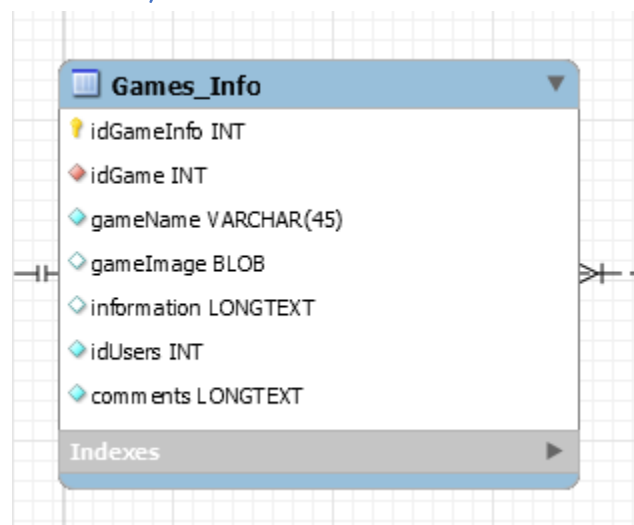 Games_Info
idGameInfo INT
idGame INT
gameName VARCHAR(45)
gameImage BLOB
information LONGTEXT
idUsers INT
comments LONGTEXT
Indexes